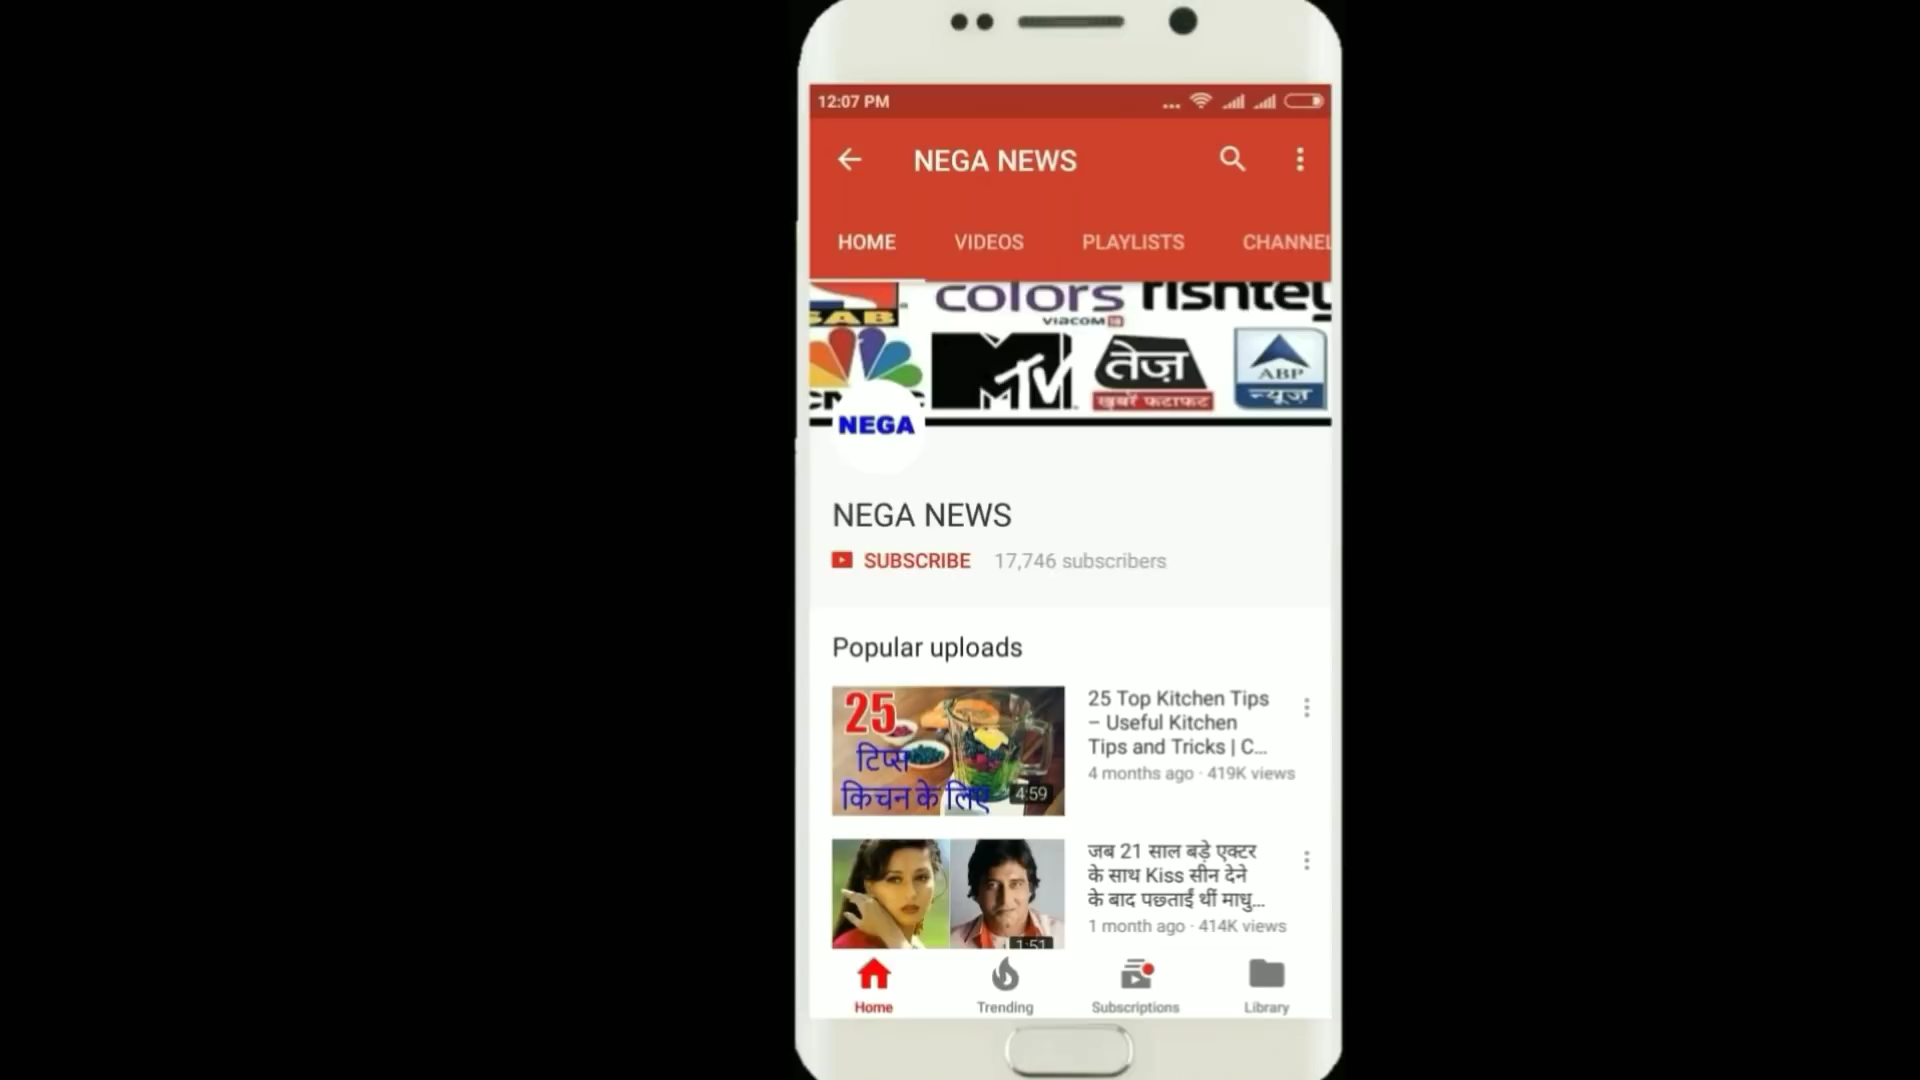 12:07 PM
NEGA NEWS
HOME VIDEOS PLAYLISTS CHANNEL
SAB colors rishtey
VIACOM18
MTV तेज़ ABP
ख़बरें फटाफट न्यूज़
NEGA
NEGA NEWS
SUBSCRIBE 17,746 subscribers
Popular uploads
25
टिप्स
किचन के लिए
4:59
25 Top Kitchen Tips
– Useful Kitchen
Tips and Tricks | C...
4 months ago · 419K views
1:51
जब 21 साल बड़े एक्टर
के साथ Kiss सीन देने
के बाद पछताईं थीं माधु...
1 month ago · 414K views
Home Trending Subscriptions Library